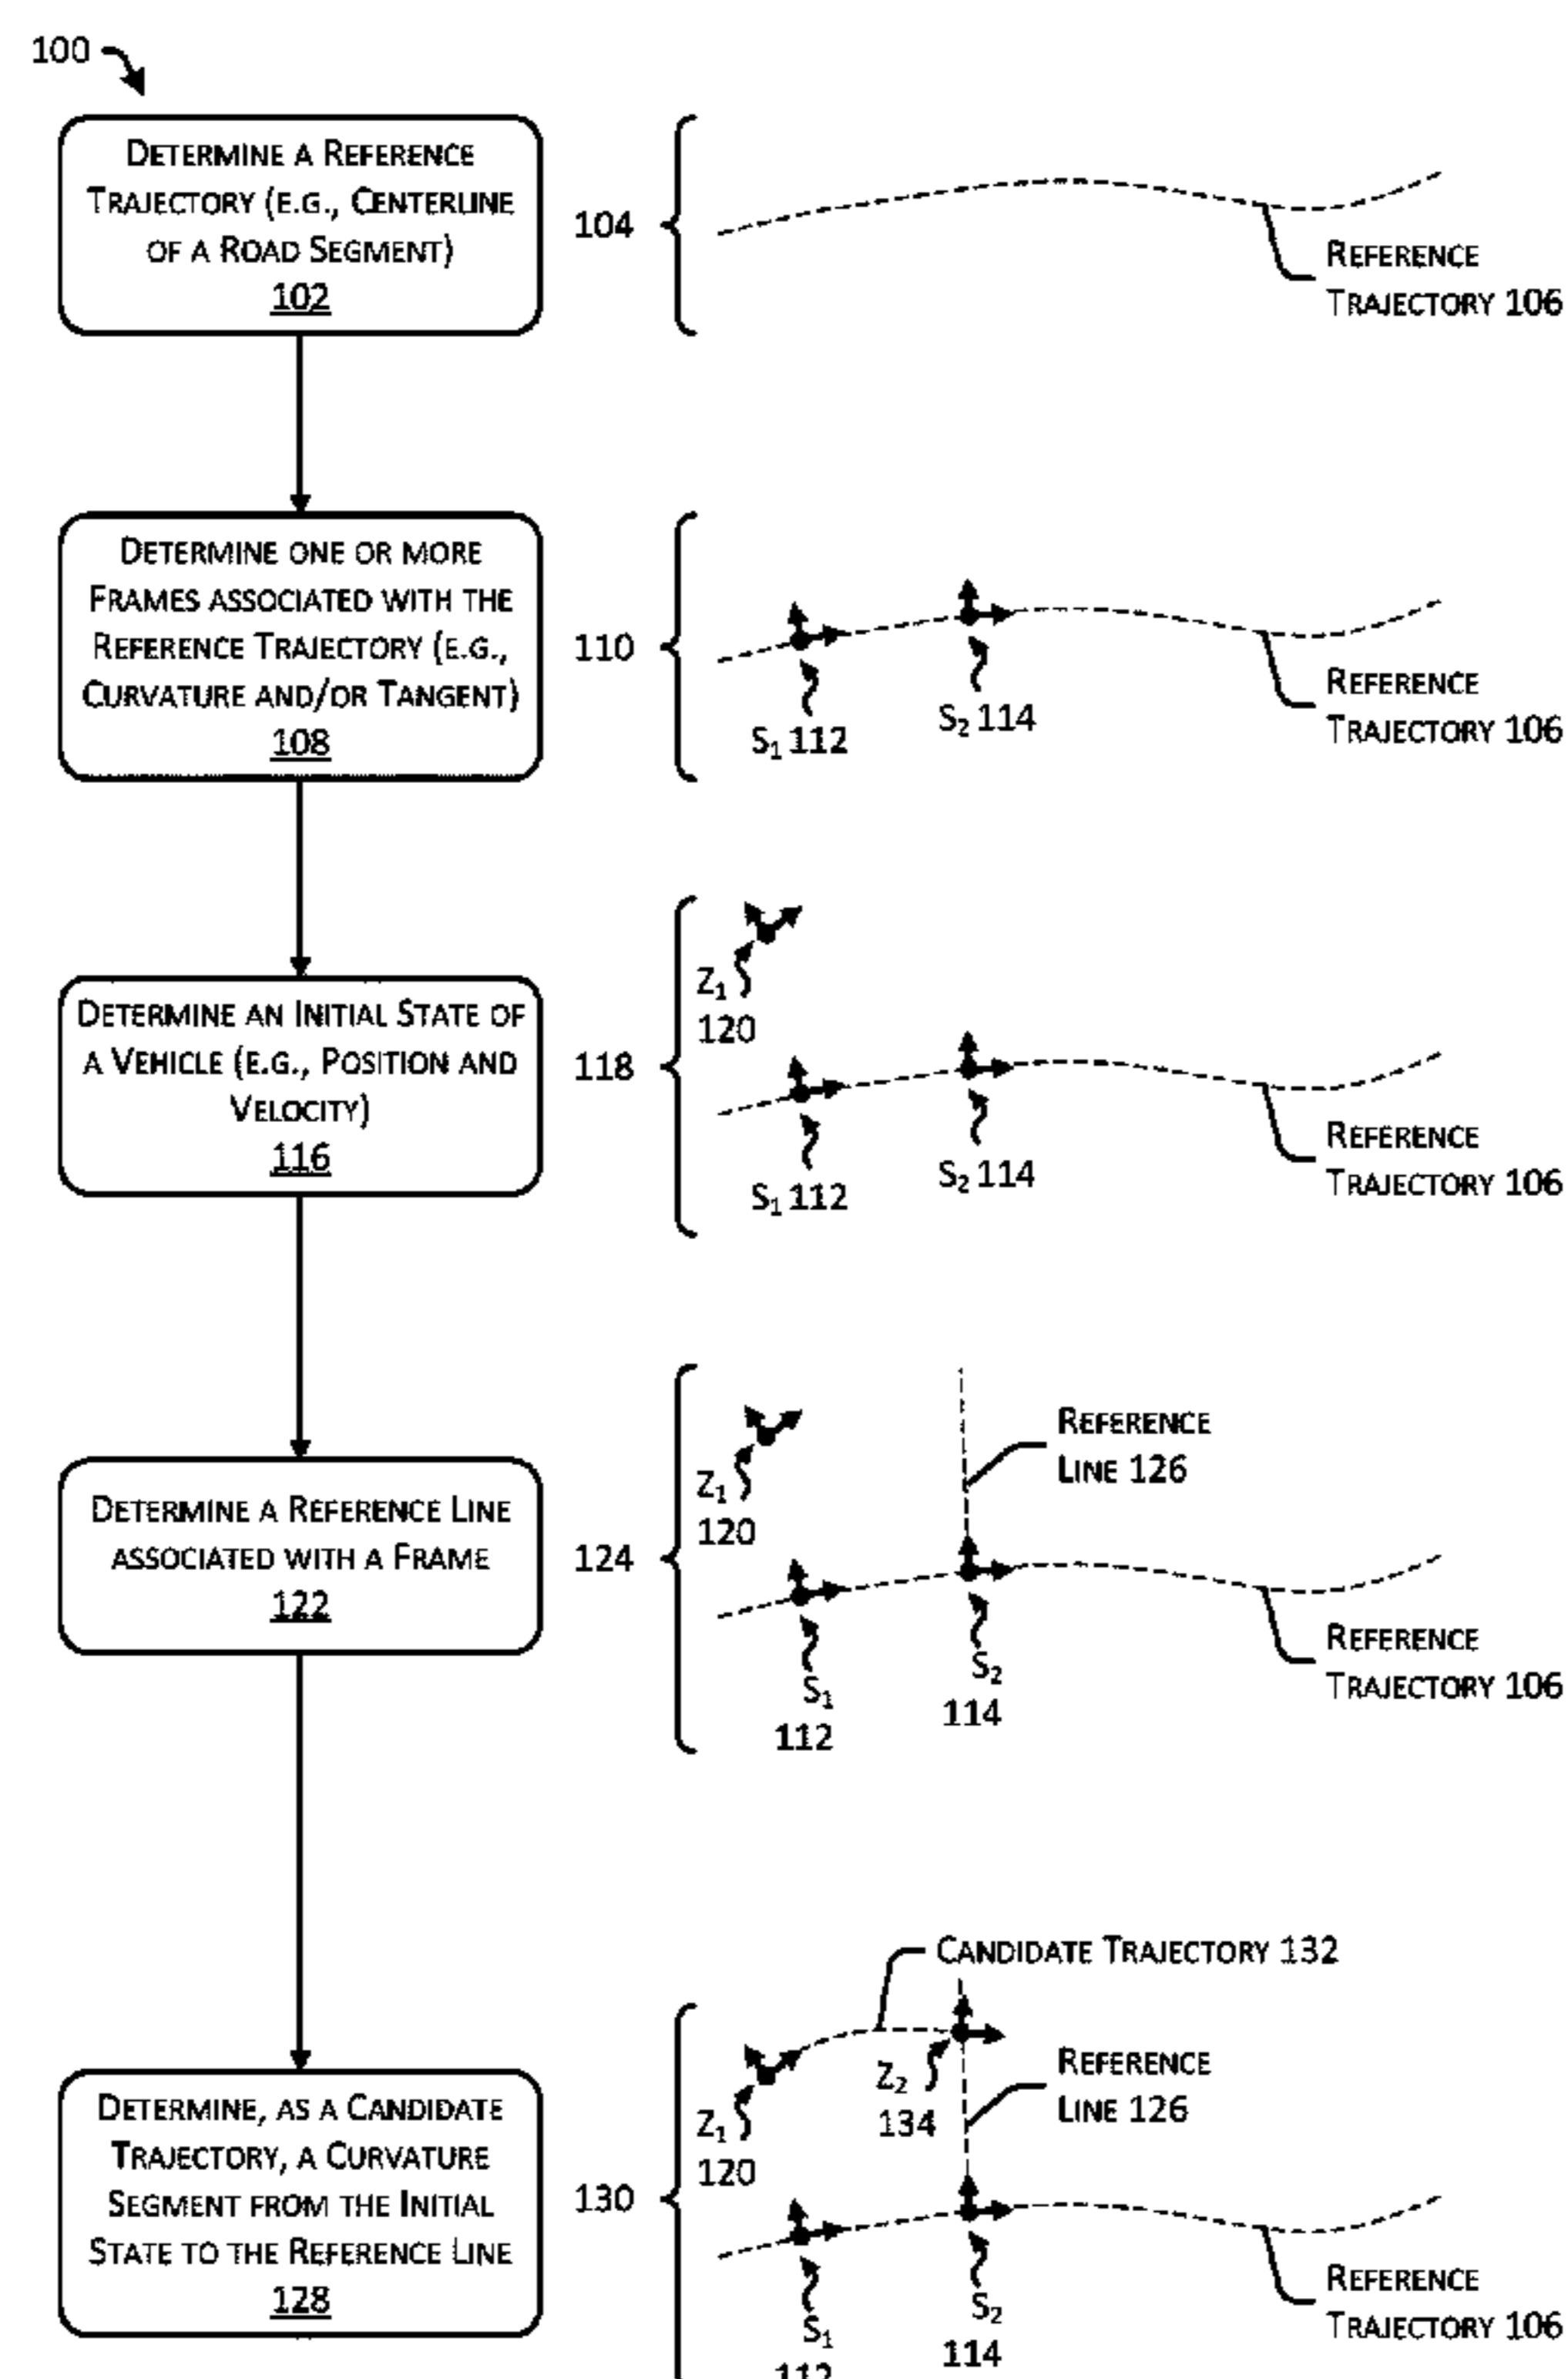 100
DETERMINE A REFERENCE
TRAJECTORY (E.G., CENTERLINE
OF A ROAD SEGMENT)
102
104
REFERENCE
TRAJECTORY 106
DETERMINE ONE OR MORE
FRAMES ASSOCIATED WITH THE
REFERENCE TRAJECTORY (E.G.,
CURVATURE AND/OR TANGENT)
108
110
S₁ 112
S₂ 114
REFERENCE
TRAJECTORY 106
DETERMINE AN INITIAL STATE OF
A VEHICLE (E.G., POSITION AND
VELOCITY)
116
118
Z₁
120
S₁ 112
S₂ 114
REFERENCE
TRAJECTORY 106
DETERMINE A REFERENCE LINE
ASSOCIATED WITH A FRAME
122
124
Z₁
120
REFERENCE
LINE 126
S₁
112
S₂
114
REFERENCE
TRAJECTORY 106
DETERMINE, AS A CANDIDATE
TRAJECTORY, A CURVATURE
SEGMENT FROM THE INITIAL
STATE TO THE REFERENCE LINE
128
130
CANDIDATE TRAJECTORY 132
Z₁
120
Z₂
134
REFERENCE
LINE 126
S₁
112
S₂
114
REFERENCE
TRAJECTORY 106